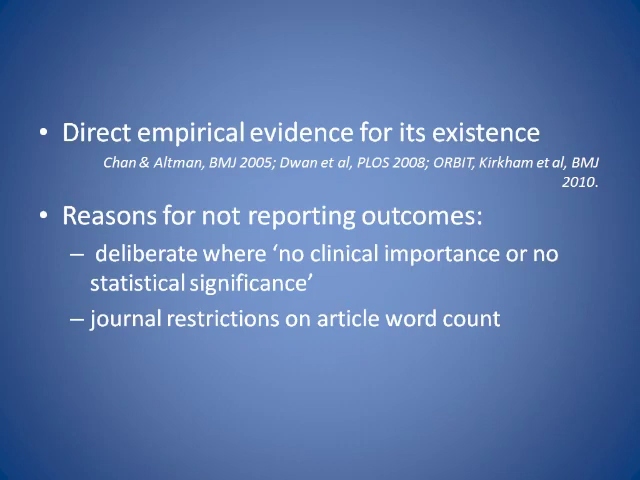 • Direct empirical evidence for its existence
Chan & Altman, BMJ 2005; Dwan et al, PLOS 2008; ORBIT, Kirkham et al, BMJ
2010.
• Reasons for not reporting outcomes:
– deliberate where ‘no clinical importance or no
statistical significance’
– journal restrictions on article word count